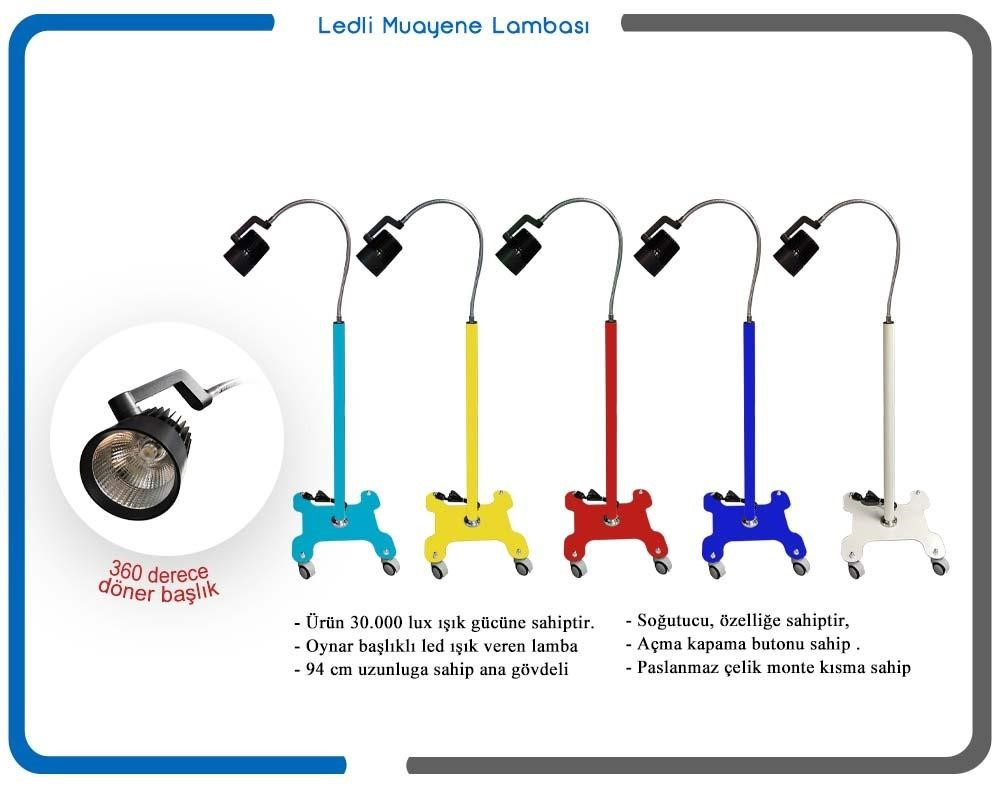 Ledli Muayene Lambası
360 derece
döner başlık
- Ürün 30.000 lux ışık gücüne sahiptir.
- Oynar başlıklı led ışık veren lamba
- 94 cm uzunluga sahip ana gövdeli
- Soğutucu, özelliğe sahiptir,
- Açma kapama butonu sahip .
- Paslanmaz çelik monte kısma sahip